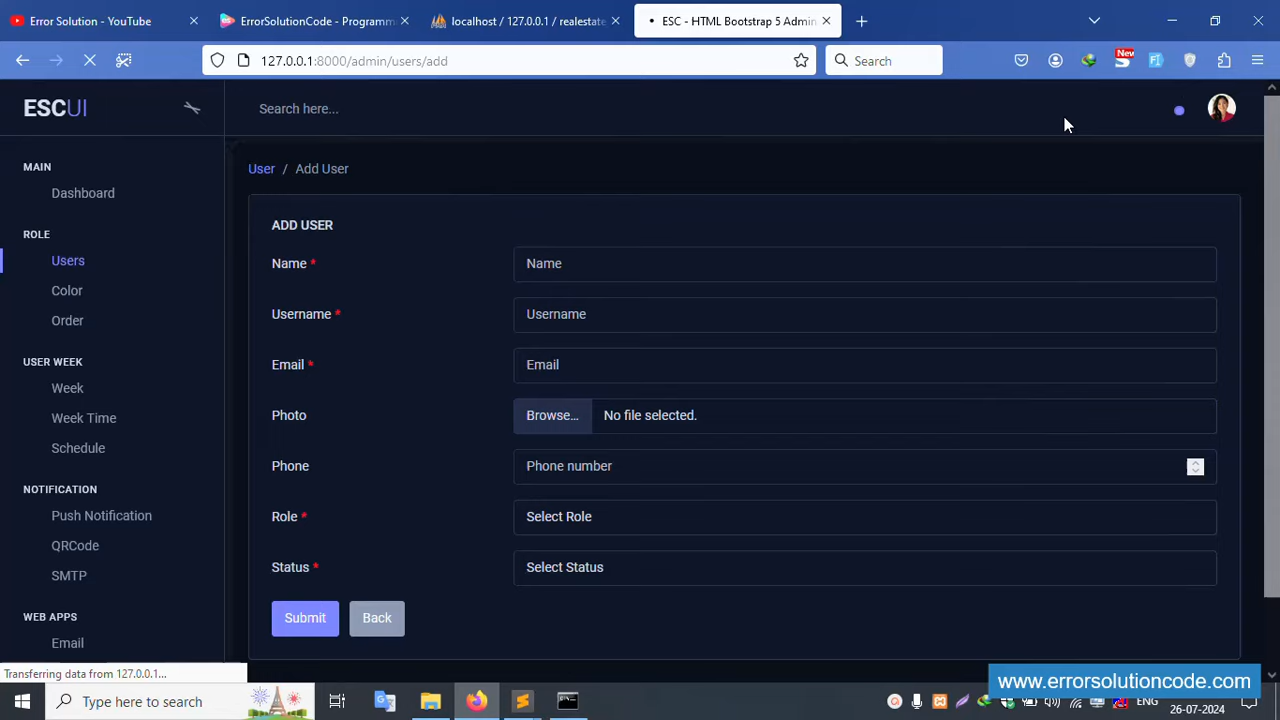 Error Solution - YouTube
ErrorSolutionCode - Programm
localhost / 127.0.0.1 / realestate
ESC - HTML Bootstrap 5 Admin
127.0.0.1:8000/admin/users/add
Search
New
ESCUI
Search here...
MAIN
Dashboard
ROLE
Users
Color
Order
USER WEEK
Week
Week Time
Schedule
NOTIFICATION
Push Notification
QRCode
SMTP
WEB APPS
Email
User / Add User
ADD USER
Name * Name
Username * Username
Email * Email
Photo Browse... No file selected.
Phone Phone number
Role * Select Role
Status * Select Status
Submit Back
Transferring data from 127.0.0.1...
www.errorsolutioncode.com
Type here to search
ENG
26-07-2024